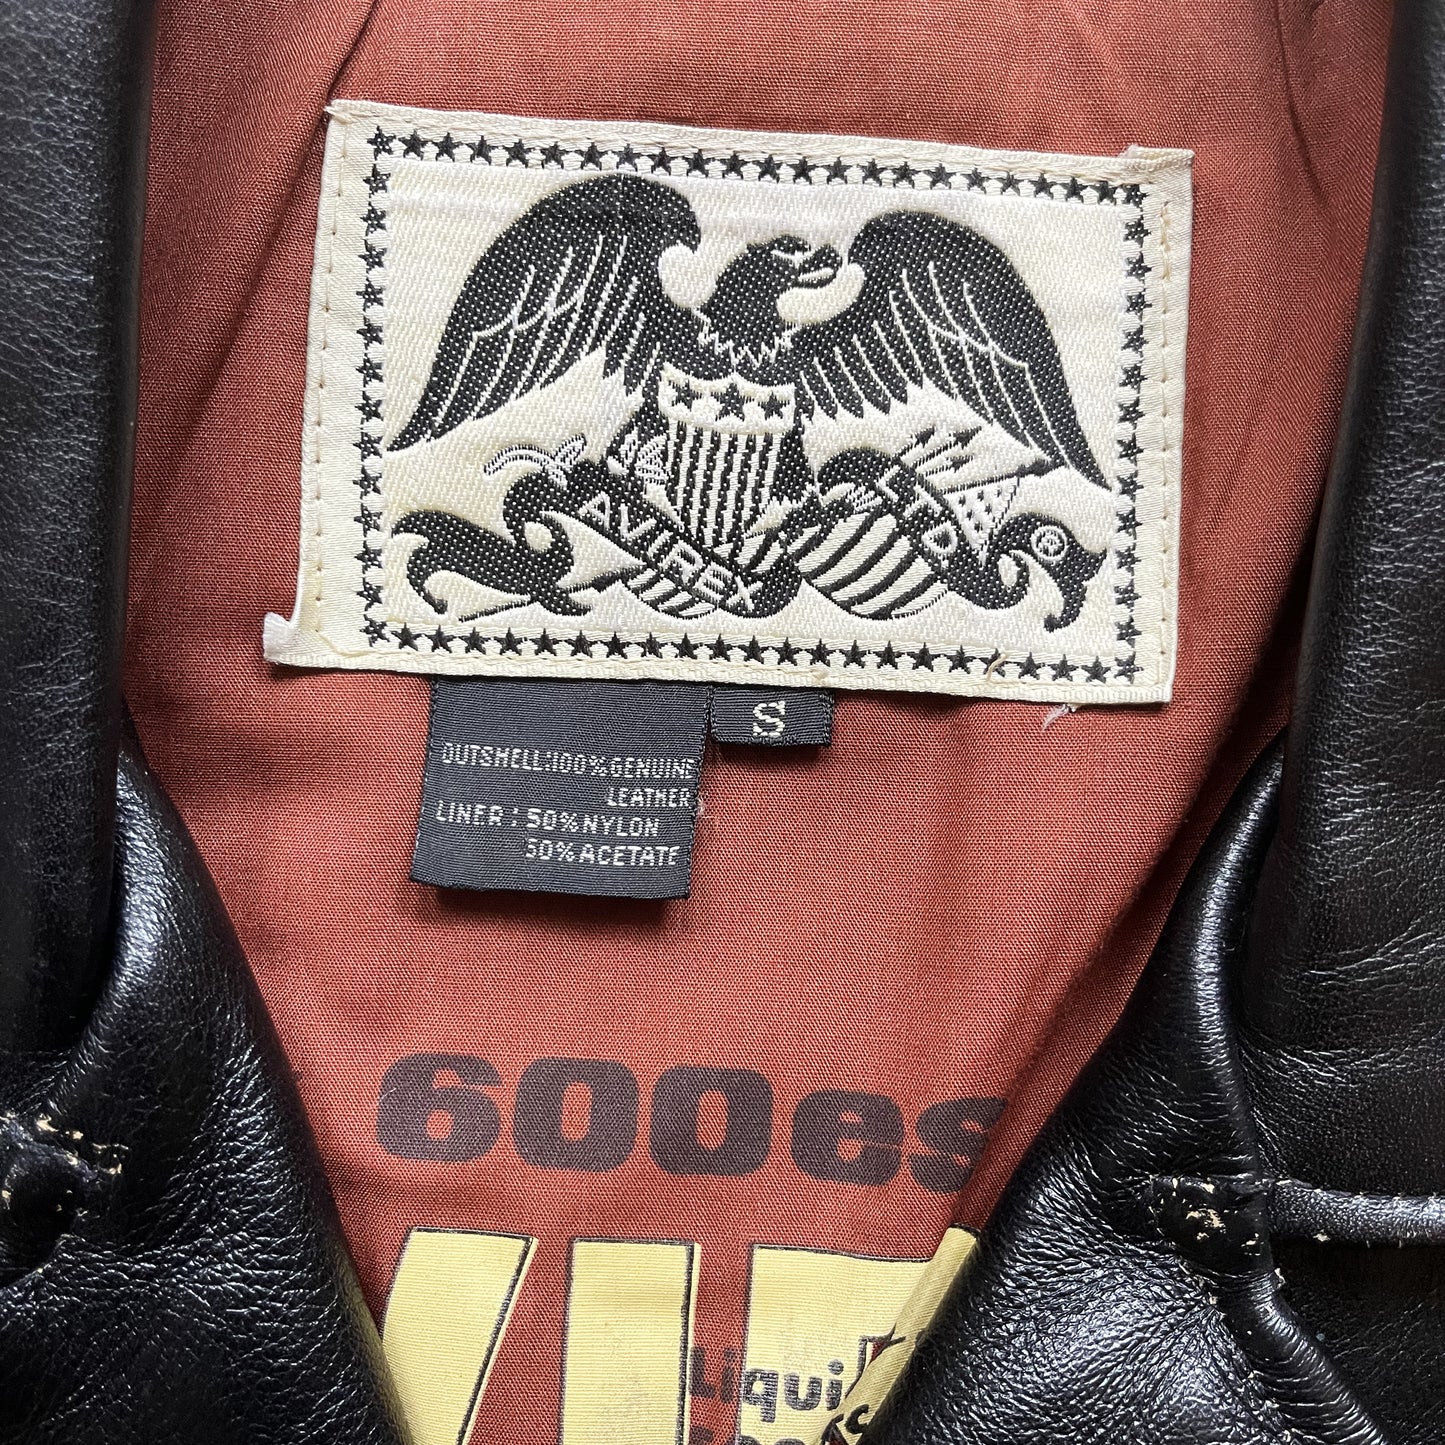 AVIREX LTD ®
S
OUTSHELL:100%GENUINE
LEATHER
LINER : 50%NYLON
50%ACETATE
600es
Liqui